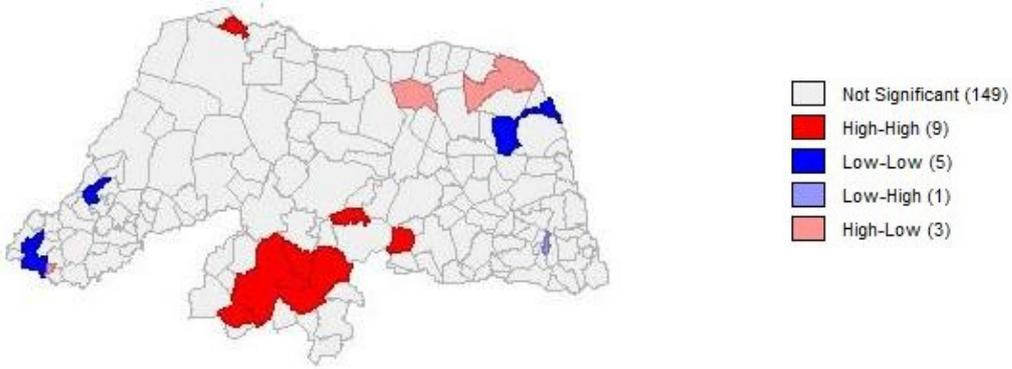 Not Significant (149)
High-High (9)
Low-Low (5)
Low-High (1)
High-Low (3)